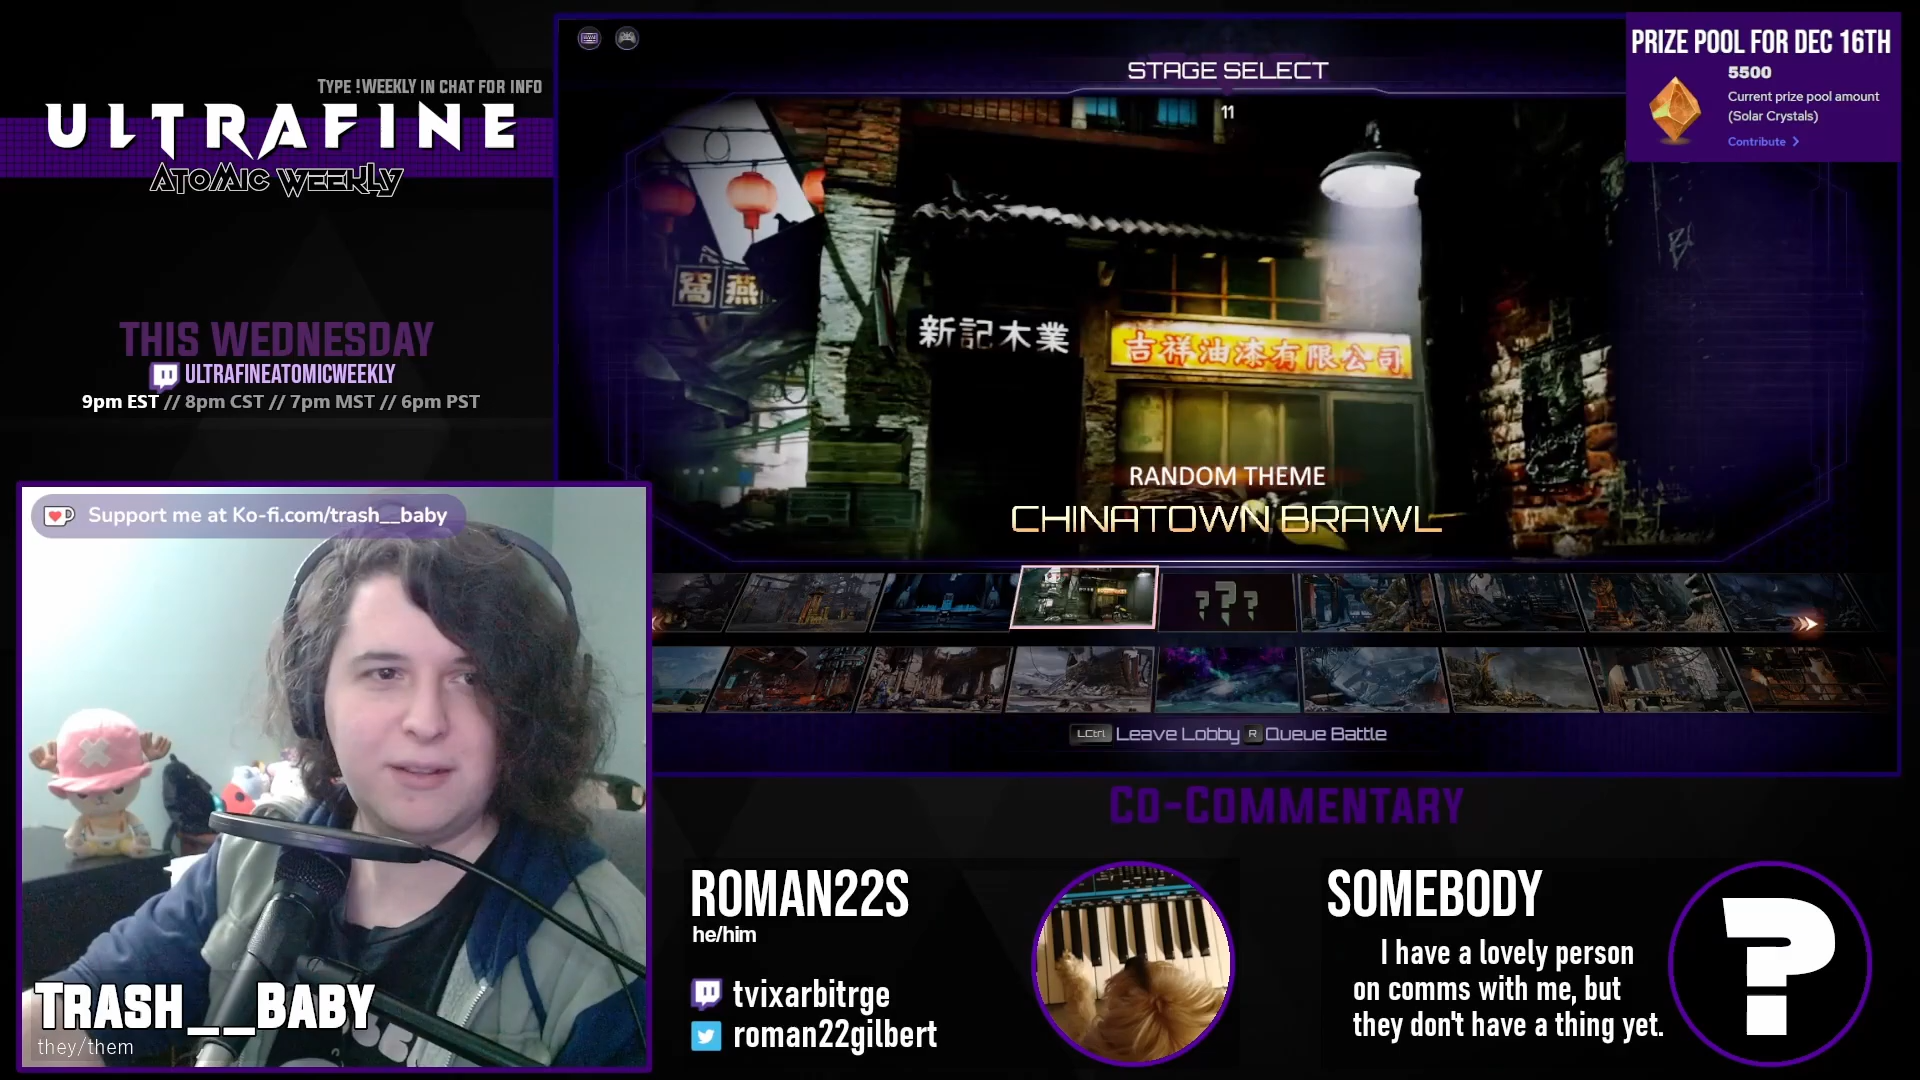 TYPE !WEEKLY IN CHAT FOR INFO
ULTRAFINE
ATOMIC WEEKLY
THIS WEDNESDAY
ULTRAFINEATOMICWEEKLY
9pm EST // 8pm CST // 7pm MST // 6pm PST
STAGE SELECT
11
PRIZE POOL FOR DEC 16TH
5500
Current prize pool amount
(Solar Crystals)
Contribute
窩燕
新記木業
吉祥油漆有限公司
RANDOM THEME
CHINATOWN BRAWL
???
LCtrl Leave Lobby R Queue Battle
Support me at Ko-fi.com/trash__baby
TRASH__BABY
they/them
CO-COMMENTARY
ROMAN22S
he/him
tvixarbitrge
roman22gilbert
SOMEBODY
I have a lovely person
on comms with me, but
they don't have a thing yet.
?